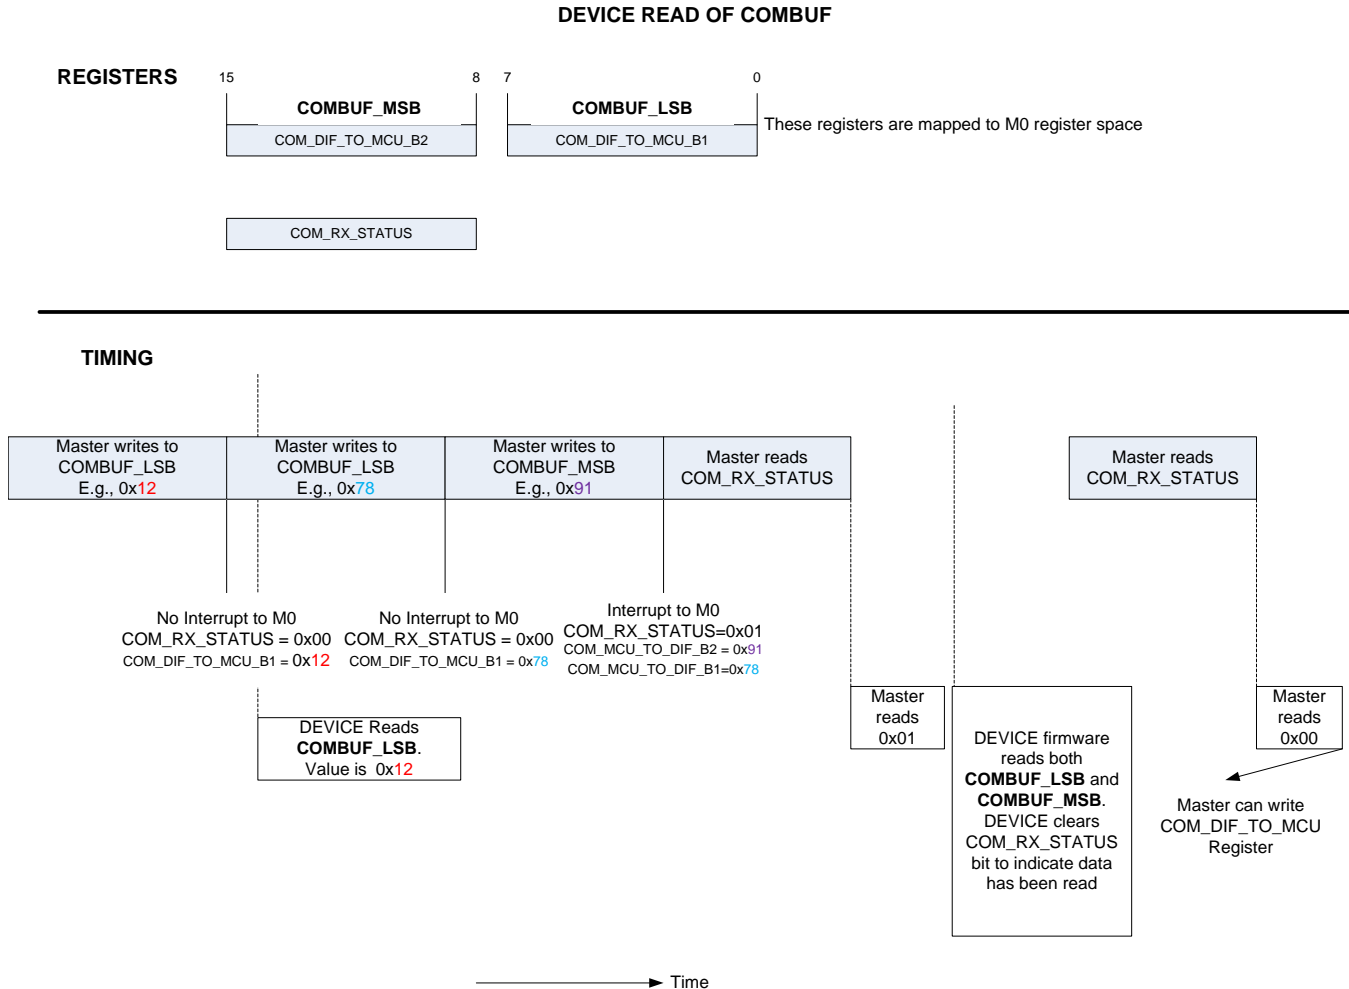 DEVICE READ OF COMBUF
REGISTERS
15
8
7
0
COMBUF_MSB
COMBUF_LSB
COM_DIF_TO_MCU_B2
COM_DIF_TO_MCU_B1
These registers are mapped to M0 register space
COM_RX_STATUS
TIMING
Master writes to
COMBUF_LSB
E.g., 0x12
Master writes to
COMBUF_LSB
E.g., 0x78
Master writes to
COMBUF_MSB
E.g., 0x91
Master reads
COM_RX_STATUS
Master reads
COM_RX_STATUS
No Interrupt to M0
COM_RX_STATUS = 0x00
COM_DIF_TO_MCU_B1 = 0x12
No Interrupt to M0
COM_RX_STATUS = 0x00
COM_DIF_TO_MCU_B1 = 0x78
Interrupt to M0
COM_RX_STATUS=0x01
COM_MCU_TO_DIF_B2 = 0x91
COM_MCU_TO_DIF_B1=0x78
DEVICE Reads
COMBUF_LSB.
Value is 0x12
Master
reads
0x01
DEVICE firmware
reads both
COMBUF_LSB and
COMBUF_MSB.
DEVICE clears
COM_RX_STATUS
bit to indicate data
has been read
Master
reads
0x00
Master can write
COM_DIF_TO_MCU
Register
Time